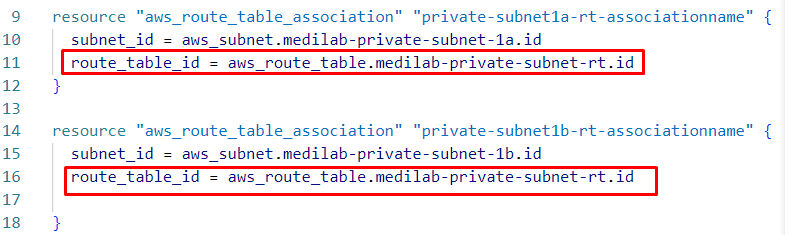 9 resource "aws_route_table_association" "private-subnet1a-rt-associationname" {
10 subnet_id = aws_subnet.medilab-private-subnet-1a.id
11 route_table_id = aws_route_table.medilab-private-subnet-rt.id
12 }
13
14 resource "aws_route_table_association" "private-subnet1b-rt-associationname" {
15 subnet_id = aws_subnet.medilab-private-subnet-1b.id
16 route_table_id = aws_route_table.medilab-private-subnet-rt.id
17
18 }